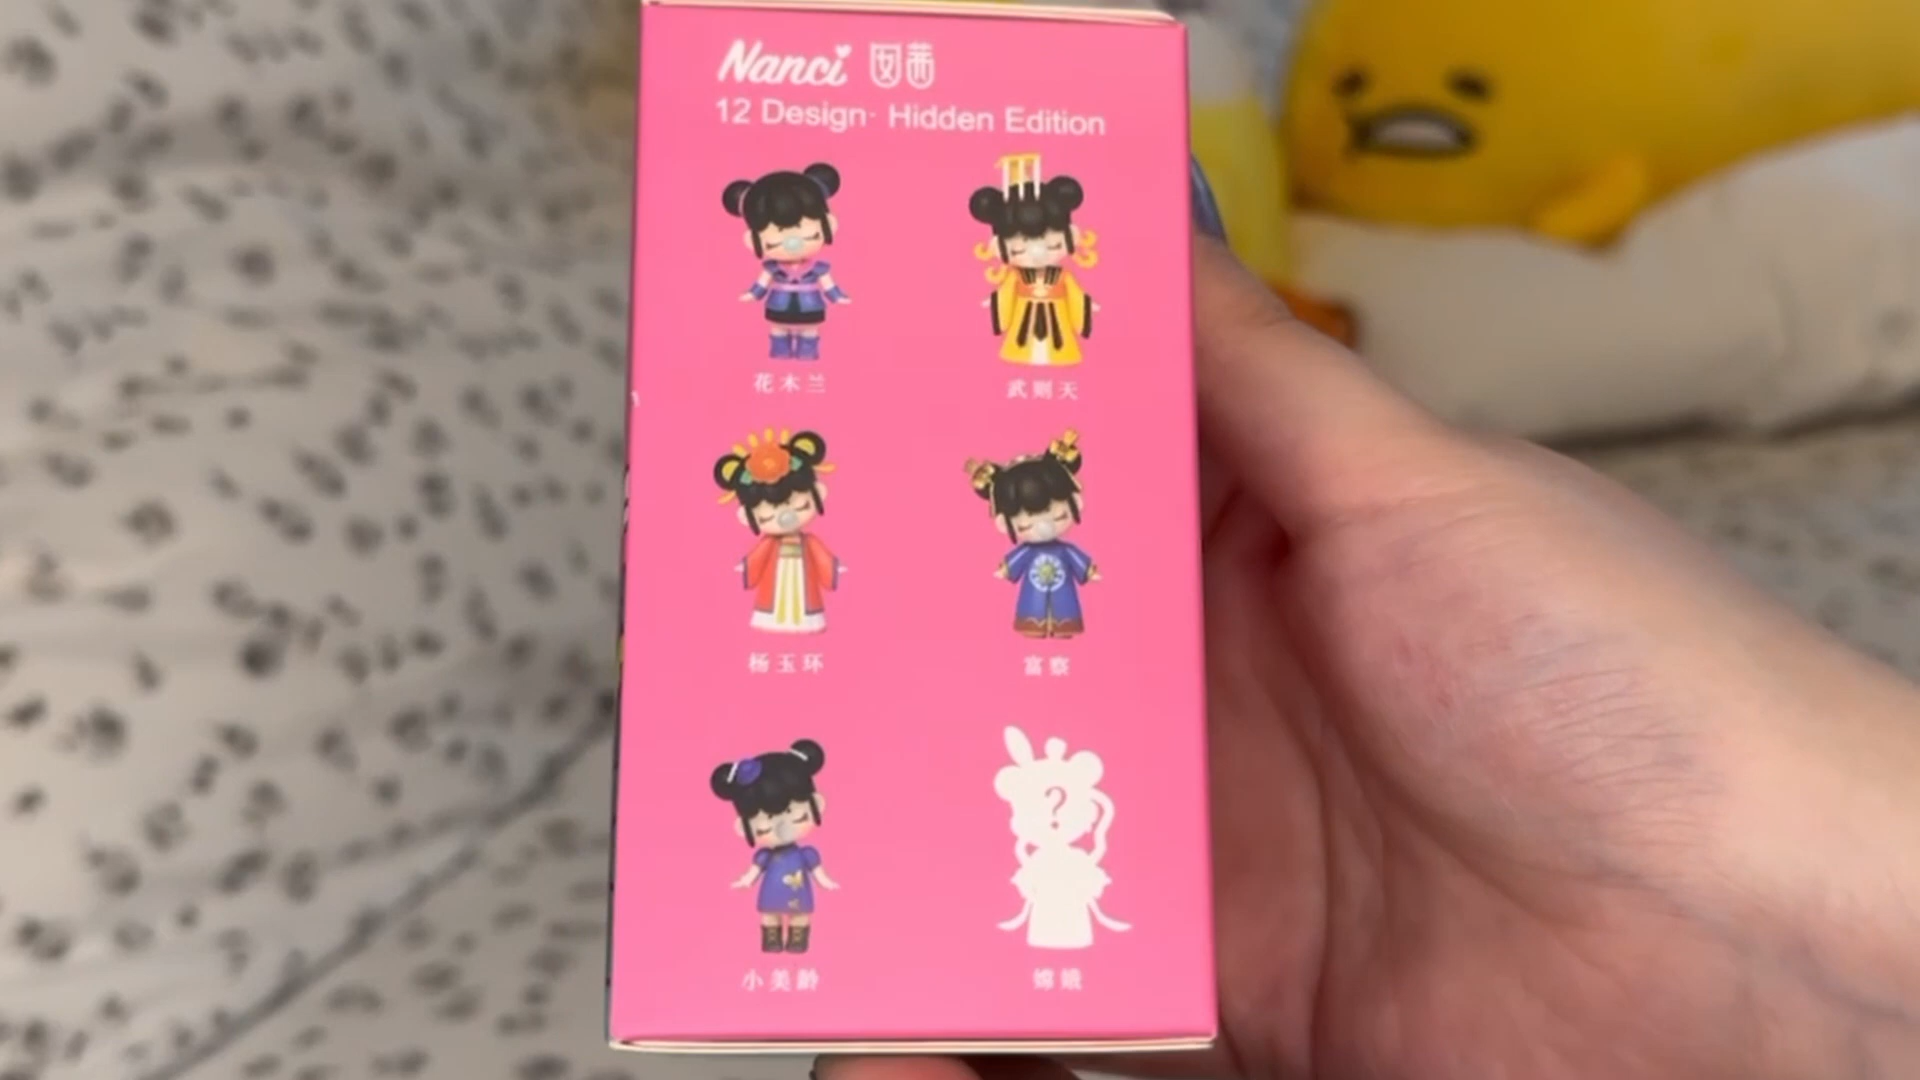 Nanci 囡茜
12 Design· Hidden Edition
花木兰
武则天
杨玉环
富察
小美龄
?
嫦娥